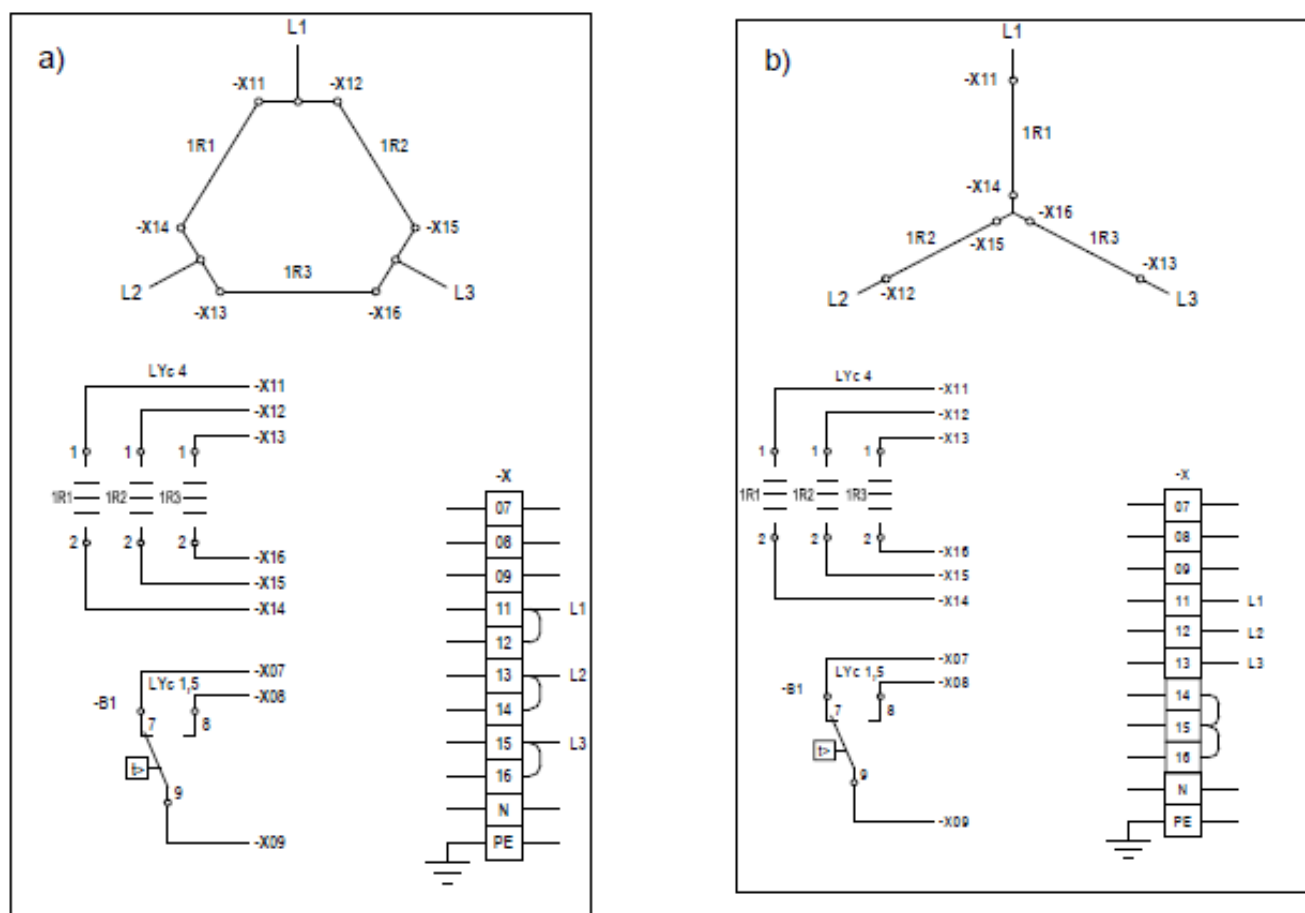 a)
L1
-X11 -X12
1R1 1R2
-X14 -X15
L2 1R3 L3
-X13 -X16
LYc 4
-X11
-X12
-X13
1 1 1
1R1 1R2 1R3
2 2 2
-X16
-X15
-X14
-X07
LYc 1,5
-X08
-B1
7 8
t>
9
-X09
-X
07
08
09
11 L1
12
13 L2
14
15 L3
16
N
PE
b)
L1
-X11
1R1
-X14
-X16
1R2 -X15 1R3
-X13
L2 -X12 L3
LYc 4
-X11
-X12
-X13
1 1 1
1R1 1R2 1R3
2 2 2
-X16
-X15
-X14
-X07
LYc 1,5
-X08
-B1
7 8
t>
9
-X09
-X
07
08
09
11 L1
12 L2
13 L3
14
15
16
N
PE